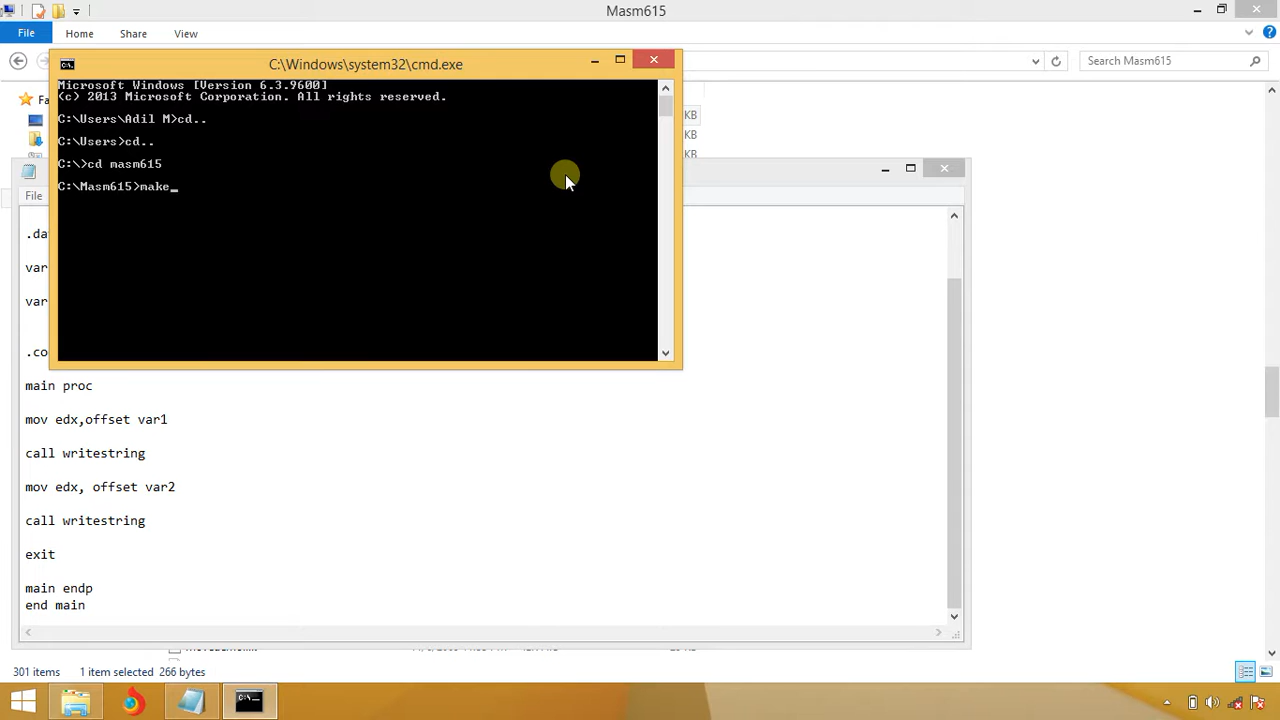 Masm615
File Home Share View
Masm615
Search Masm615
C:\Windows\system32\cmd.exe
Microsoft Windows [Version 6.3.9600]
(c) 2013 Microsoft Corporation. All rights reserved.
C:\Users\Adil M>cd..
C:\Users>cd..
C:\>cd masm615
C:\Masm615>make_
Fa
KB
KB
KB
File
.da
var
var
.co
main proc
mov edx,offset var1
call writestring
mov edx, offset var2
call writestring
exit
main endp
end main
301 items 1 item selected 266 bytes